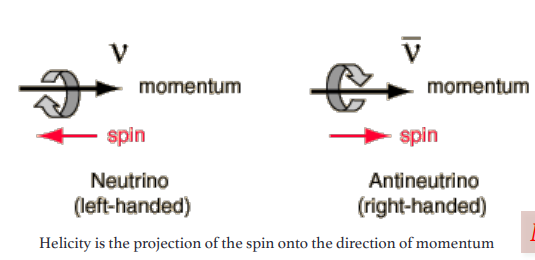 ν ν̅
momentum momentum
spin spin
Neutrino Antineutrino
(left-handed) (right-handed)
Helicity is the projection of the spin onto the direction of momentum